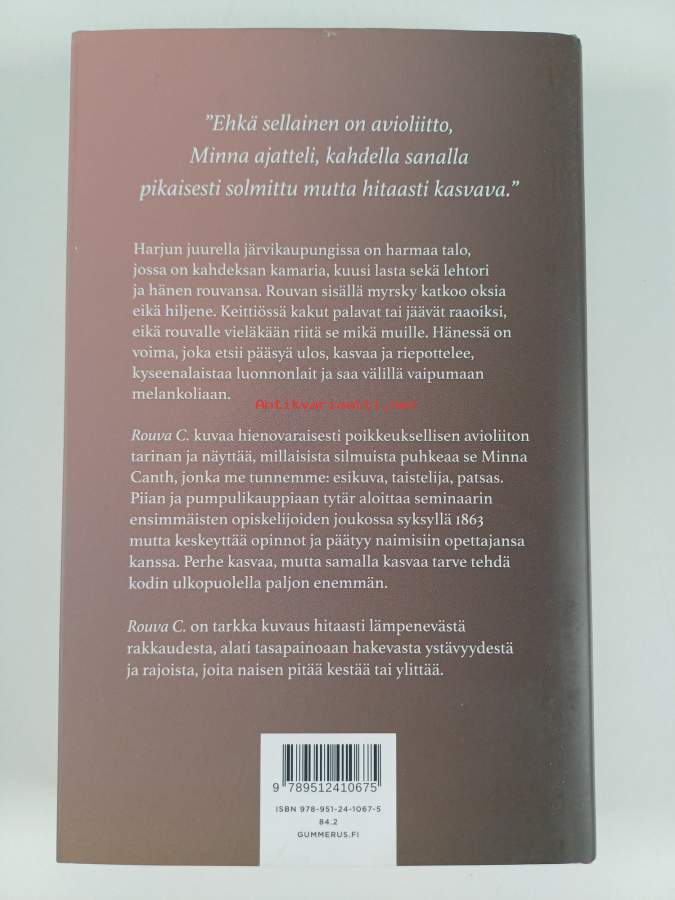 ”Ehkä sellainen on avioliitto,
Minna ajatteli, kahdella sanalla
pikaisesti solmittu mutta hitaasti kasvava.”
Harjun juurella järvikaupungissa on harmaa talo,
jossa on kahdeksan kamaria, kuusi lasta sekä lehtori
ja hänen rouvansa. Rouvan sisällä myrsky katkoo oksia
eikä hiljene. Keittiössä kakut palavat tai jäävät raaoiksi,
eikä rouvalle vieläkään riitä se mikä muille. Hänessä on
voima, joka etsii pääsyä ulos, kasvaa ja riepottelee,
kyseenalaistaa luonnonlait ja saa välillä vaipumaan
melankoliaan.
Antikvariaatti.net
Rouva C. kuvaa hienovaraisesti poikkeuksellisen avioliiton
tarinan ja näyttää, millaisista silmuista puhkeaa se Minna
Canth, jonka me tunnemme: esikuva, taistelija, patsas.
Piian ja pumpulikauppiaan tytär aloittaa seminaarin
ensimmäisten opiskelijoiden joukossa syksyllä 1863
mutta keskeyttää opinnot ja päätyy naimisiin opettajansa
kanssa. Perhe kasvaa, mutta samalla kasvaa tarve tehdä
kodin ulkopuolella paljon enemmän.
Rouva C. on tarkka kuvaus hitaasti lämpenevästä
rakkaudesta, alati tasapainoaan hakevasta ystävyydestä
ja rajoista, joita naisen pitää kestää tai ylittää.
9 789512 410675
ISBN 978-951-24-1067-5
84.2
GUMMERUS.FI